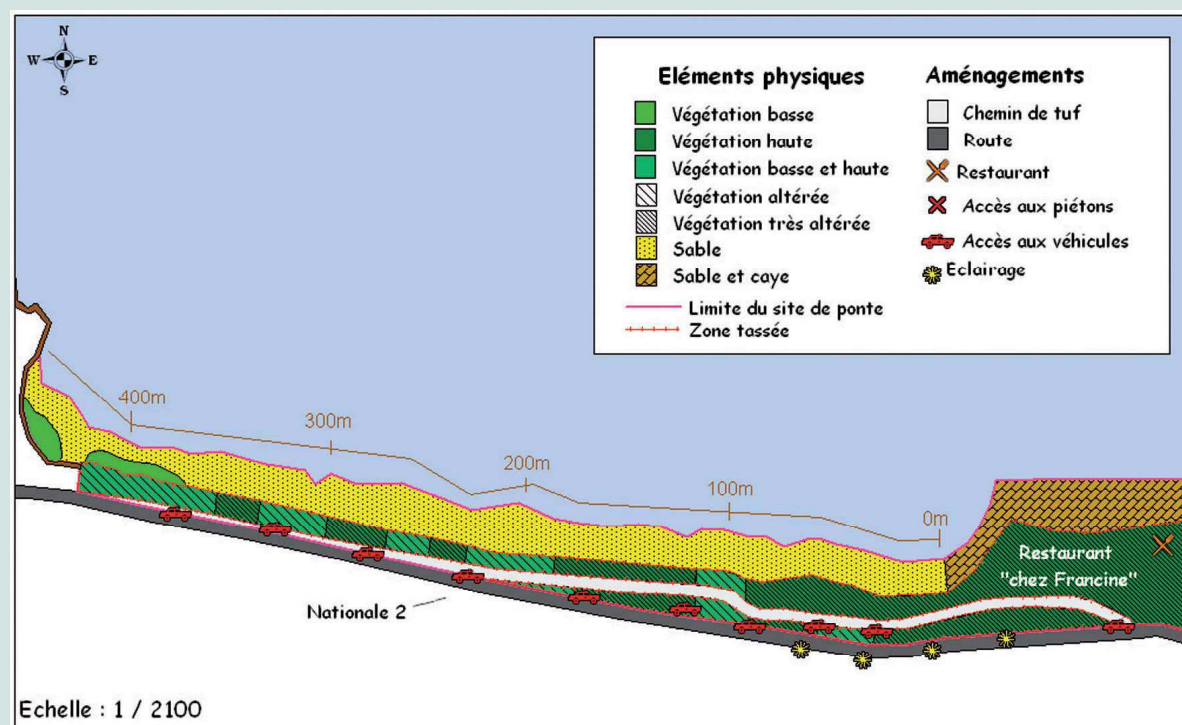 N
W E
S
Eléments physiques
Végétation basse
Végétation haute
Végétation basse et haute
Végétation altérée
Végétation très altérée
Sable
Sable et caye
Limite du site de ponte
Zone tassée
Aménagements
Chemin de tuf
Route
Restaurant
Accès aux piétons
Accès aux véhicules
Eclairage
400m
300m
200m
100m
0m
Restaurant
"chez Francine"
Nationale 2
Echelle : 1 / 2100